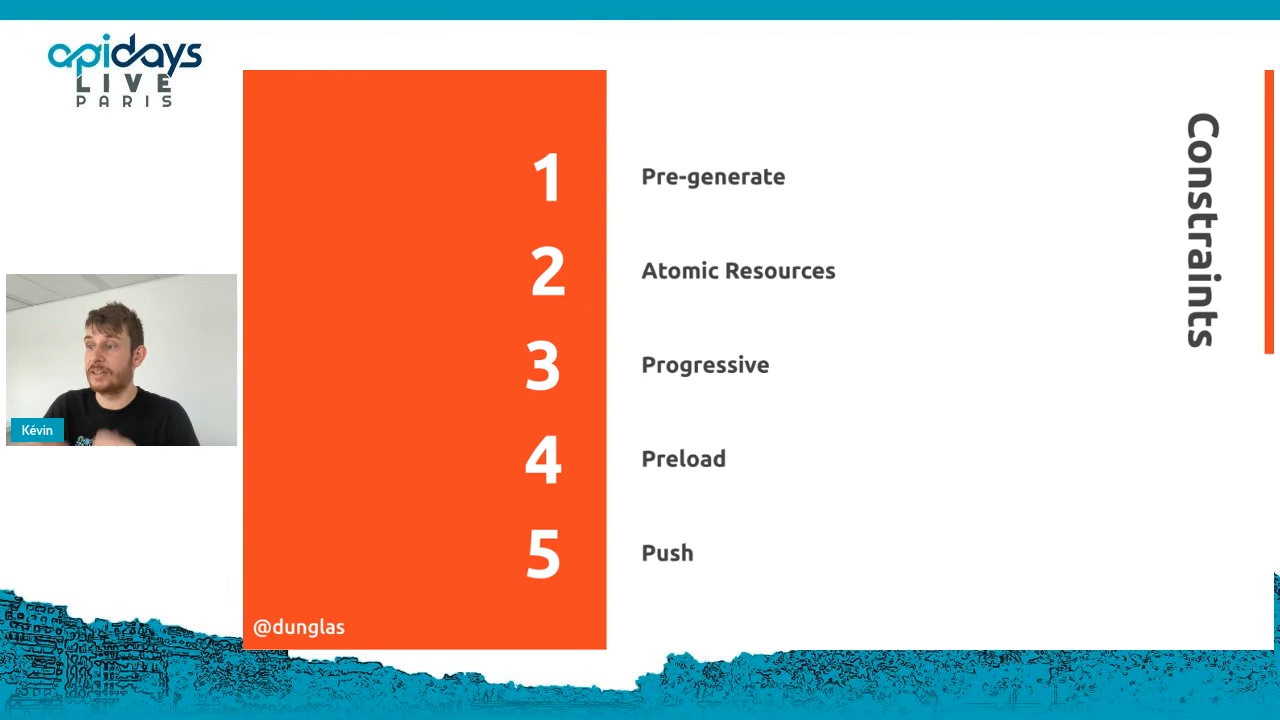 apidays
LIVE
PARIS
Constraints
1 Pre-generate
2 Atomic Resources
3 Progressive
4 Preload
5 Push
Kévin
@dunglas